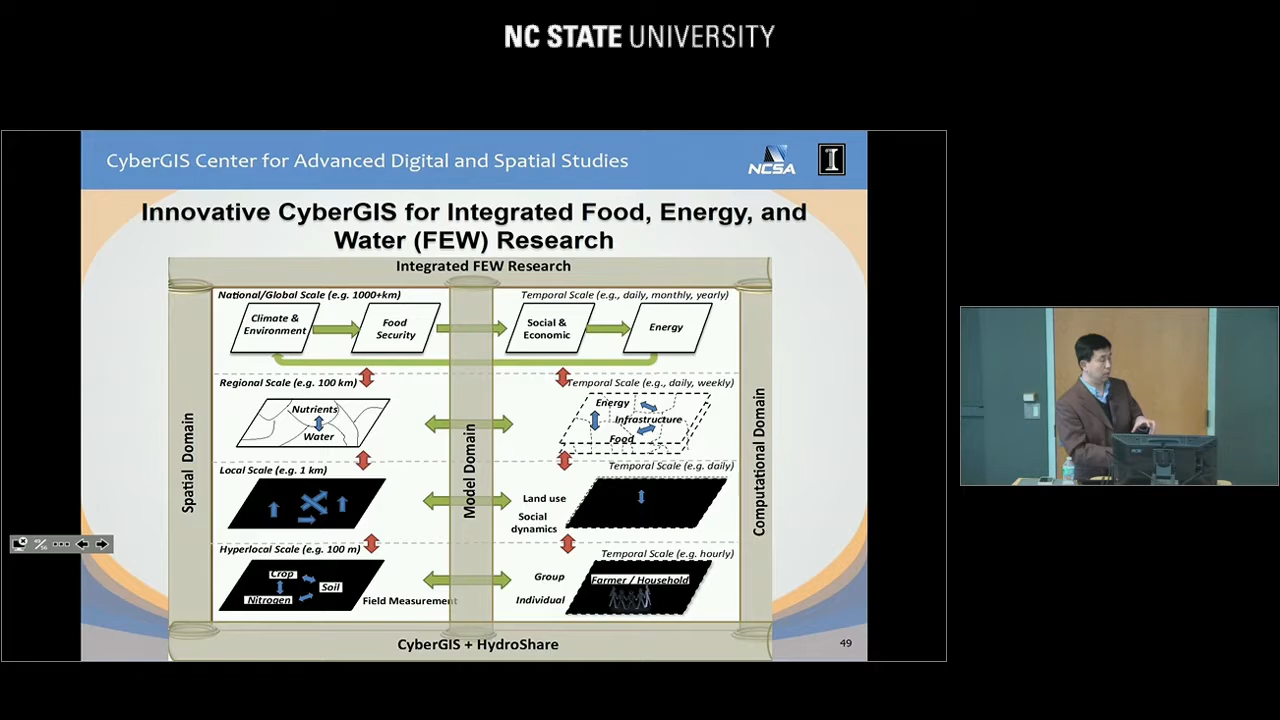 NC STATE UNIVERSITY
CyberGIS Center for Advanced Digital and Spatial Studies
NCSA
I
Innovative CyberGIS for Integrated Food, Energy, and
Water (FEW) Research
Integrated FEW Research
National/Global Scale (e.g. 1000+km)
Temporal Scale (e.g., daily, monthly, yearly)
Climate &
Environment
Food
Security
Social &
Economic
Energy
Regional Scale (e.g. 100 km)
Temporal Scale (e.g., daily, weekly)
Nutrients
Water
Energy
Infrastructure
Food
Spatial Domain
Model Domain
Computational Domain
Local Scale (e.g. 1 km)
Temporal Scale (e.g. daily)
Land use
Social
dynamics
Hyperlocal Scale (e.g. 100 m)
Temporal Scale (e.g. hourly)
Crop
Soil
Nitrogen
Field Measurement
Group
Individual
Farmer / Household
CyberGIS + HydroShare
49